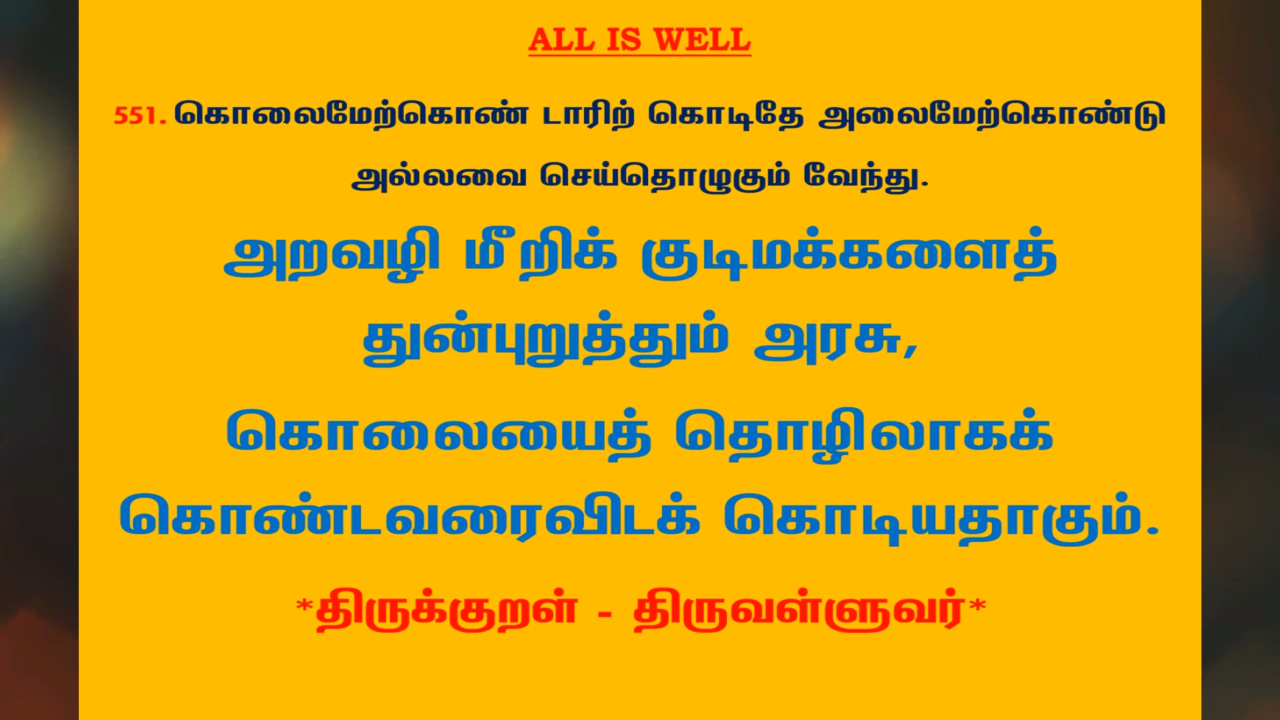 ALL IS WELL
551. கொலைமேற்கொண் டாரிற் கொடிதே அலைமேற்கொண்டு
அல்லவை செய்தொழுகும் வேந்து.
அறவழி மீறிக் குடிமக்களைத்
துன்புறுத்தும் அரசு,
கொலையைத் தொழிலாகக்
கொண்டவரைவிடக் கொடியதாகும்.
*திருக்குறள் - திருவள்ளுவர்*